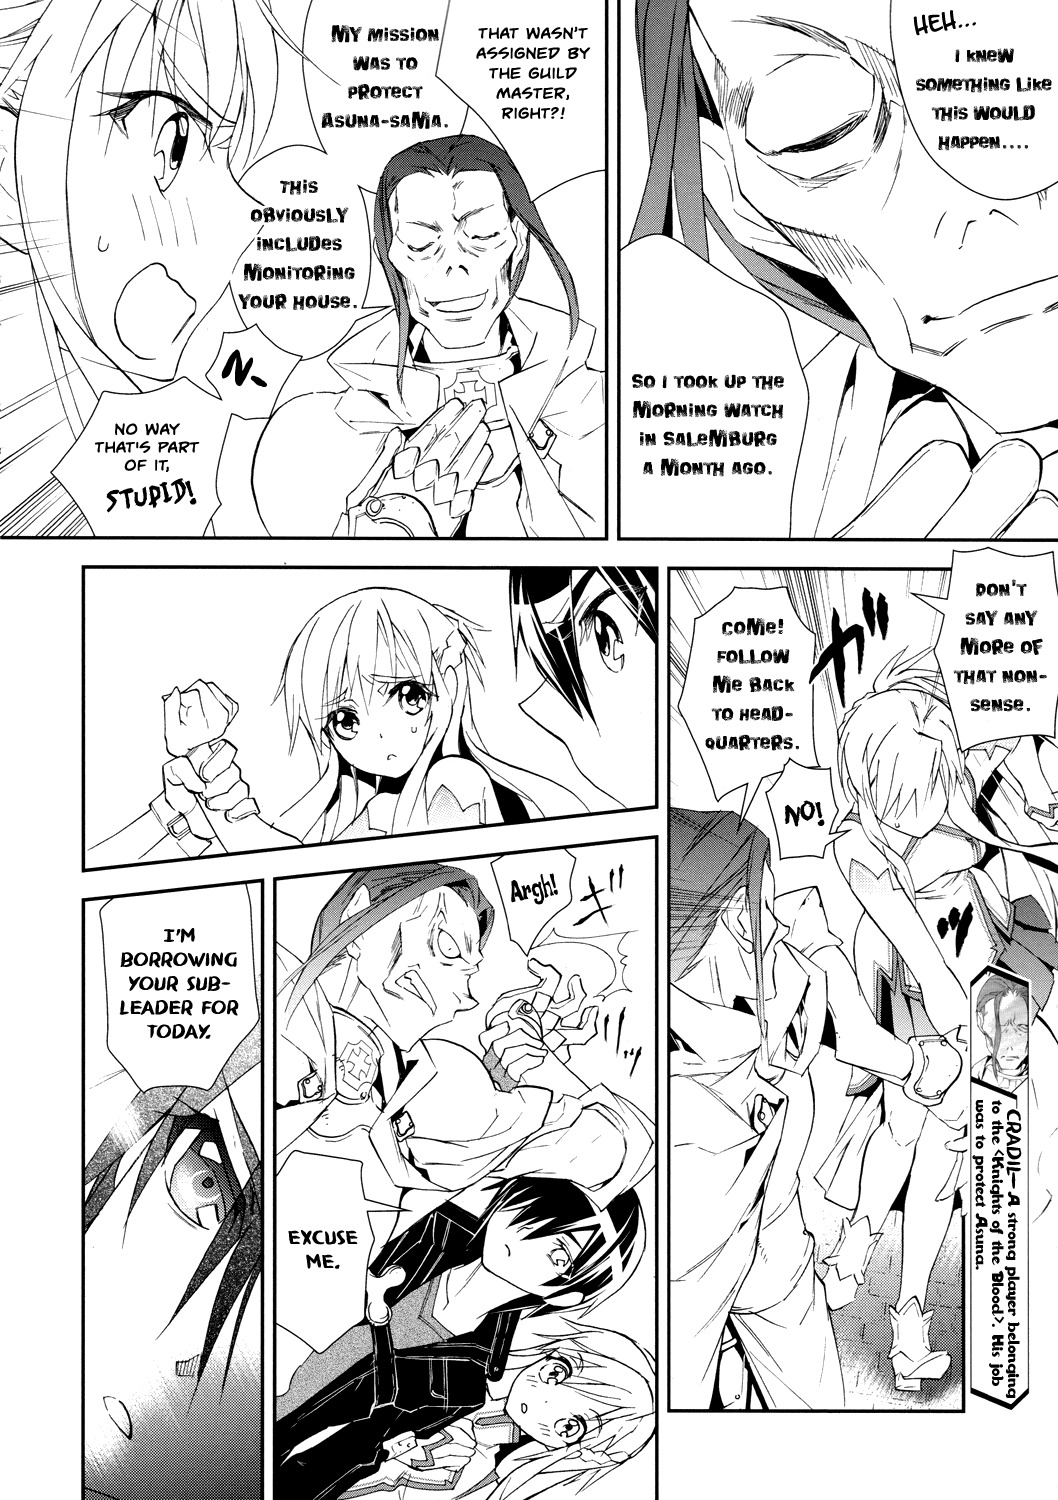 HEH...
I KNEW
SOMETHING LIKE
THIS WOULD
HAPPEN....
SO I TOOK UP THE
MORNING WATCH
IN SALEMBURG
A MONTH AGO.
THAT WASN'T
ASSIGNED BY
THE GUILD
MASTER,
RIGHT?!
MY MISSION
WAS TO
PROTECT
ASUNA-SAMA.
THIS
OBVIOUSLY
INCLUDES
MONITORING
YOUR HOUSE.
N-
NO WAY
THAT'S PART
OF IT,
STUPID!
DON'T
SAY ANY
MORE OF
THAT NON-
SENSE.
ガッ
COME!
FOLLOW
ME BACK
TO HEAD-
QUARTERS.
NO!
CRADIL— A strong player belonging
to the <Knights of the Blood>. His job
was to protect Asuna.
Argh!
EXCUSE
ME.
I'M
BORROWING
YOUR SUB-
LEADER FOR
TODAY.